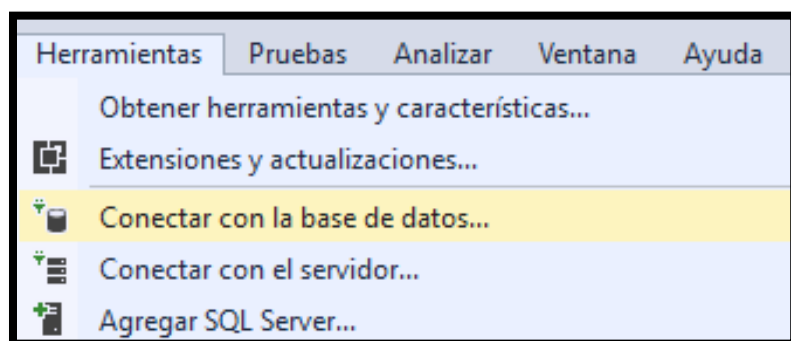 Herramientas Pruebas Analizar Ventana Ayuda
Obtener herramientas y características...
Extensiones y actualizaciones...
Conectar con la base de datos...
Conectar con el servidor...
Agregar SQL Server...